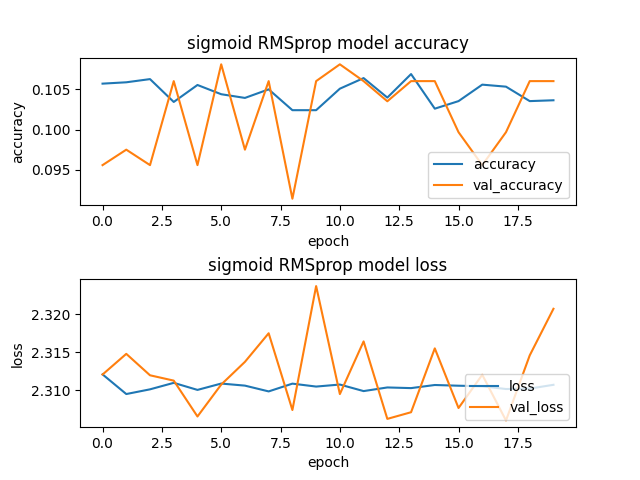 sigmoid RMSprop model accuracy
accuracy
0.105
0.100
0.095
accuracy
val_accuracy
0.0 2.5 5.0 7.5 10.0 12.5 15.0 17.5
epoch
sigmoid RMSprop model loss
loss
2.320
2.315
2.310
loss
val_loss
0.0 2.5 5.0 7.5 10.0 12.5 15.0 17.5
epoch